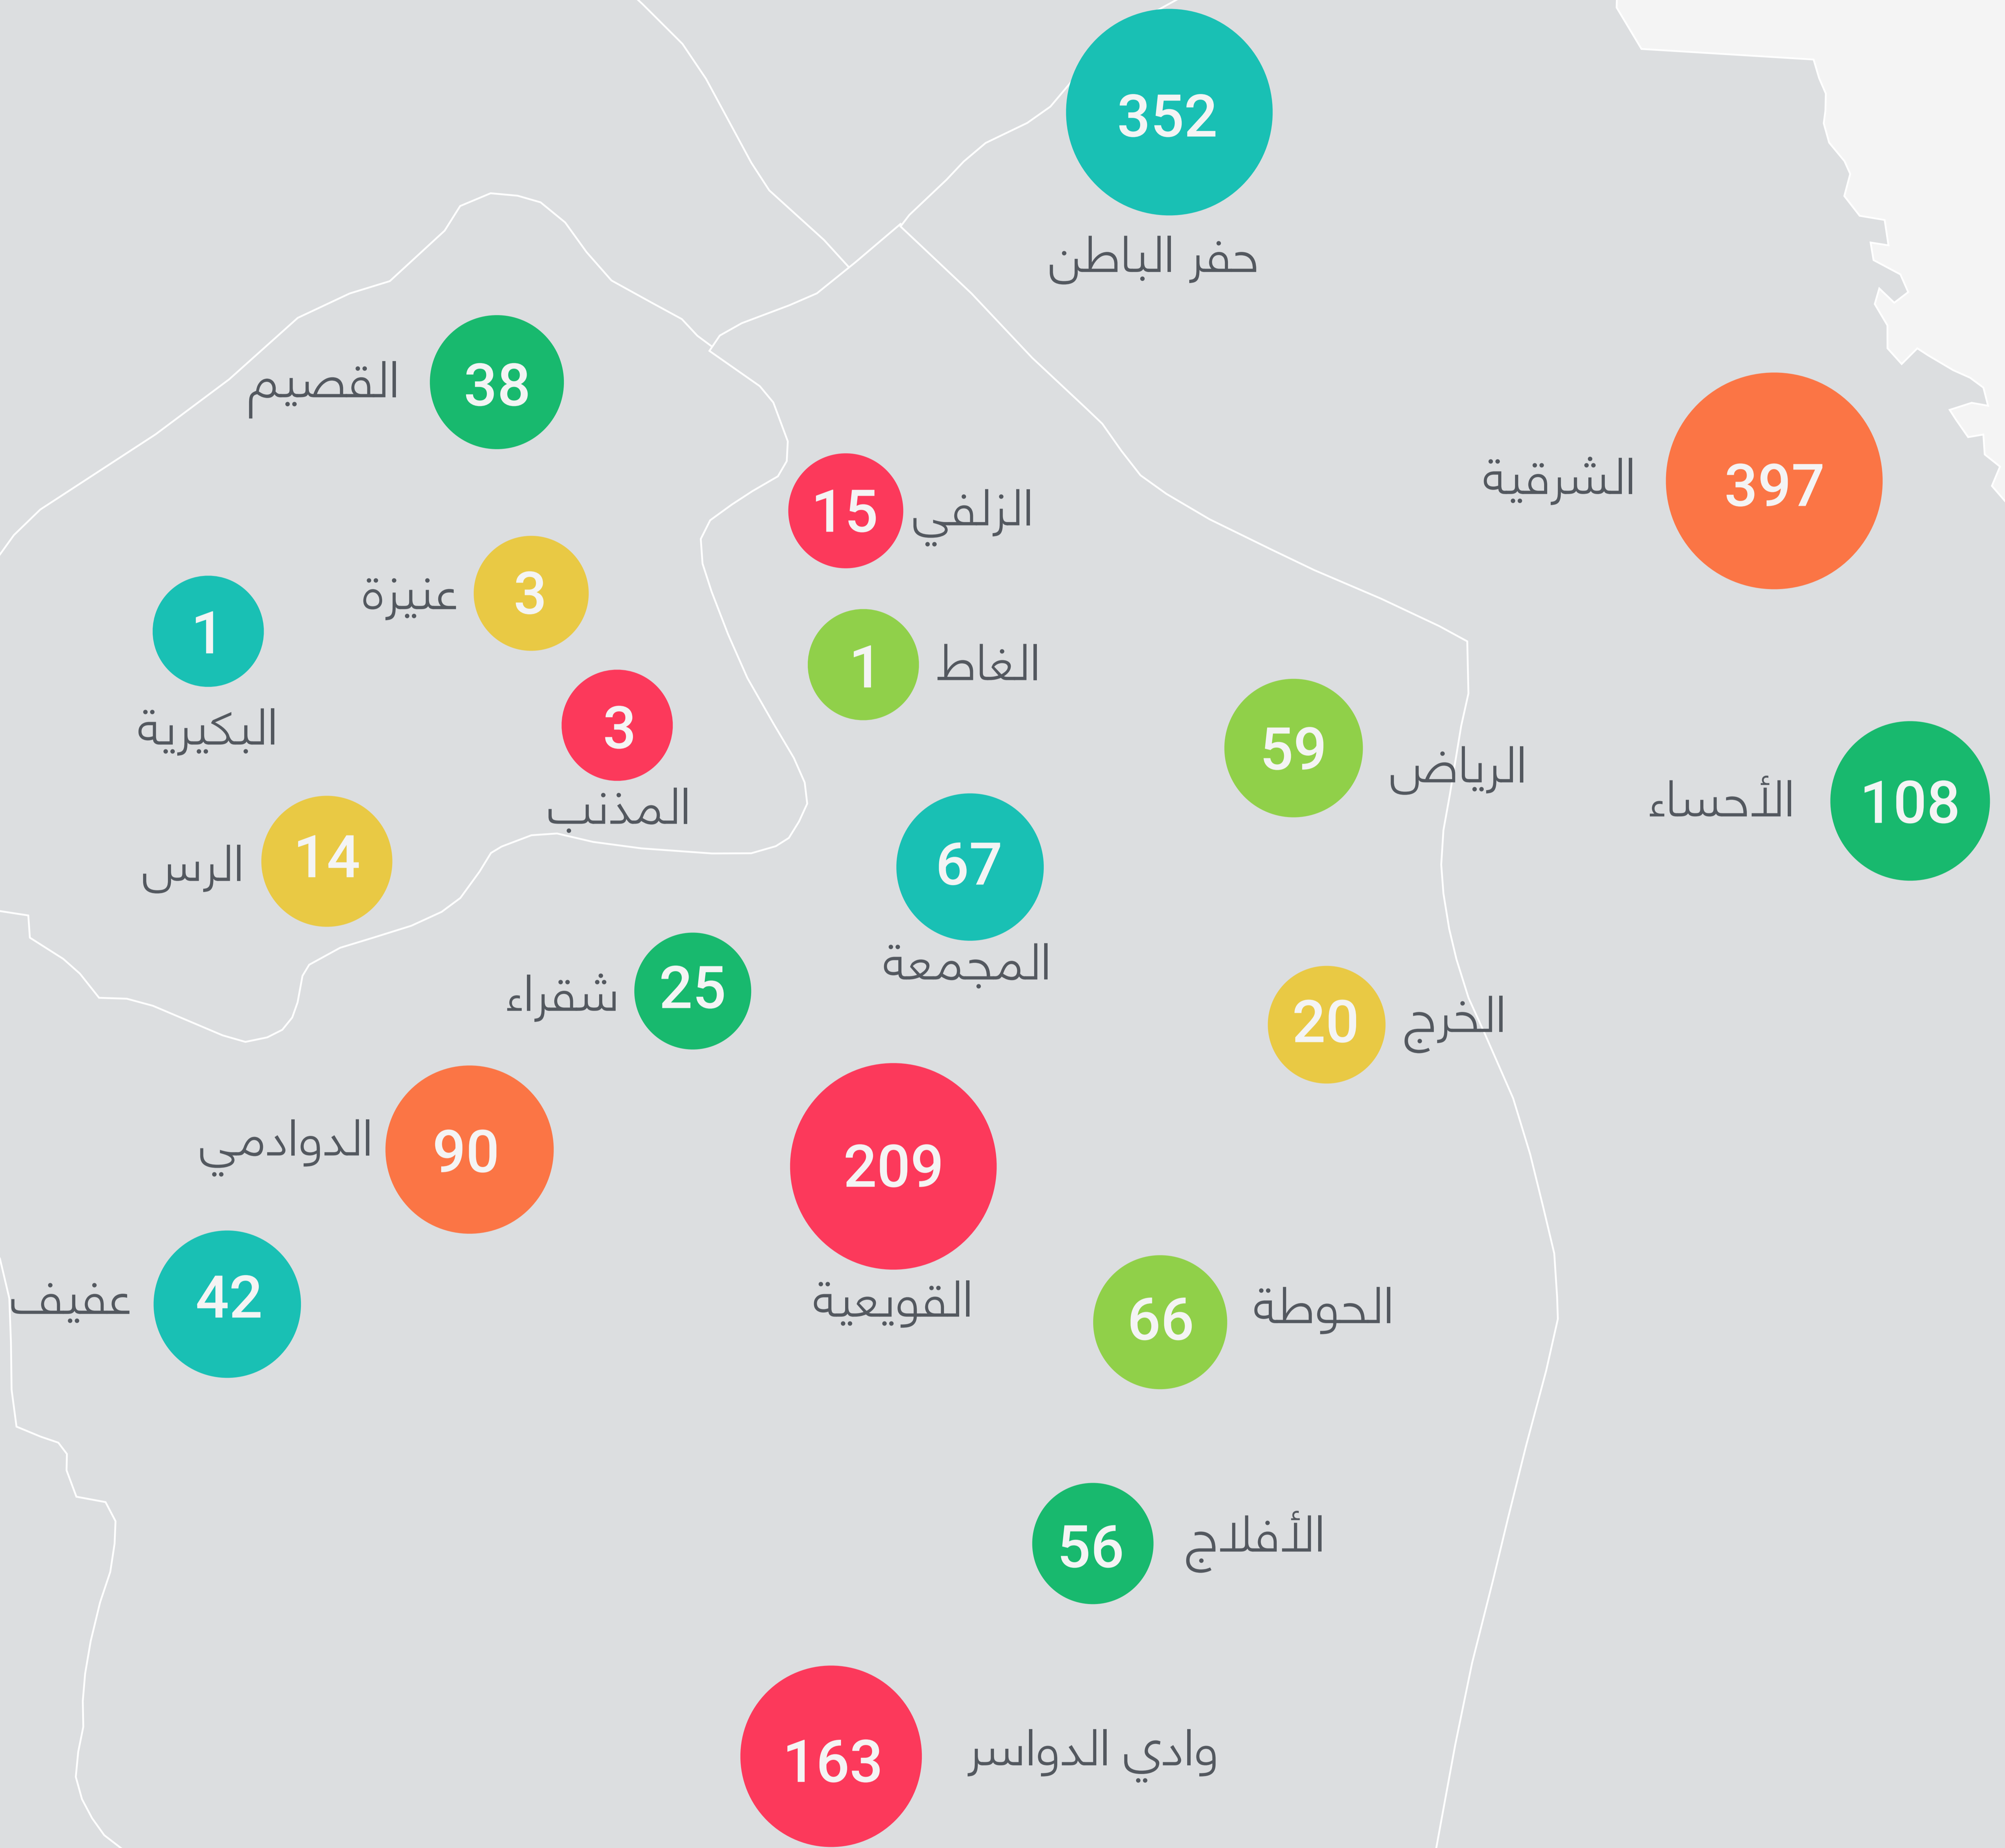 352
حفر الباطن
القصيم
38
397
الشرقية
15
الزلفي
عنيزة
3
1
البكيرية
1
الغاط
3
المذنب
59
الرياض
108
الأحساء
14
الرس
67
المجمعة
25
شقراء
20
الخرج
90
الدوادمي
209
القويعية
42
عفيف
66
الحوطة
56
الأفلاج
163
وادي الدواسر